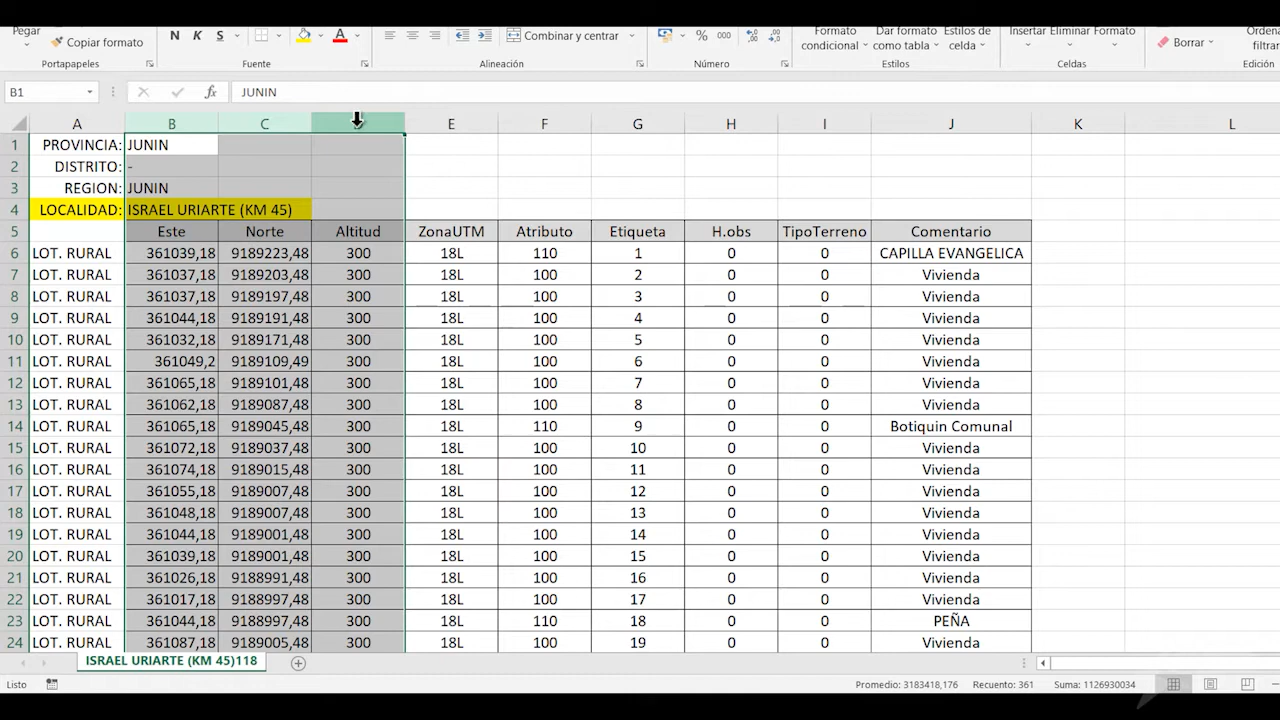 Pegar
Copiar formato
N K S A
Combinar y centrar
% 000
Formato condicional
Dar formato como tabla
Estilos de celda
Insertar Eliminar Formato
Borrar
Portapapeles
Fuente
Alineación
Número
Estilos
Celdas
Edición
B1 fx JUNIN
A B C E F G H I J K L
1 PROVINCIA: JUNIN
2 DISTRITO: -
3 REGION: JUNIN
4 LOCALIDAD: ISRAEL URIARTE (KM 45)
5 Este Norte Altitud ZonaUTM Atributo Etiqueta H.obs TipoTerreno Comentario
6 LOT. RURAL 361039,18 9189223,48 300 18L 110 1 0 0 CAPILLA EVANGELICA
7 LOT. RURAL 361037,18 9189203,48 300 18L 100 2 0 0 Vivienda
8 LOT. RURAL 361037,18 9189197,48 300 18L 100 3 0 0 Vivienda
9 LOT. RURAL 361044,18 9189191,48 300 18L 100 4 0 0 Vivienda
10 LOT. RURAL 361032,18 9189171,48 300 18L 100 5 0 0 Vivienda
11 LOT. RURAL 361049,2 9189109,49 300 18L 100 6 0 0 Vivienda
12 LOT. RURAL 361065,18 9189101,48 300 18L 100 7 0 0 Vivienda
13 LOT. RURAL 361062,18 9189087,48 300 18L 100 8 0 0 Vivienda
14 LOT. RURAL 361065,18 9189045,48 300 18L 110 9 0 0 Botiquin Comunal
15 LOT. RURAL 361072,18 9189037,48 300 18L 100 10 0 0 Vivienda
16 LOT. RURAL 361074,18 9189015,48 300 18L 100 11 0 0 Vivienda
17 LOT. RURAL 361055,18 9189007,48 300 18L 100 12 0 0 Vivienda
18 LOT. RURAL 361048,18 9189007,48 300 18L 100 13 0 0 Vivienda
19 LOT. RURAL 361044,18 9189001,48 300 18L 100 14 0 0 Vivienda
20 LOT. RURAL 361039,18 9189001,48 300 18L 100 15 0 0 Vivienda
21 LOT. RURAL 361026,18 9188991,48 300 18L 100 16 0 0 Vivienda
22 LOT. RURAL 361017,18 9188997,48 300 18L 100 17 0 0 Vivienda
23 LOT. RURAL 361044,18 9188997,48 300 18L 110 18 0 0 PEÑA
24 LOT. RURAL 361087,18 9189005,48 300 18L 100 19 0 0 Vivienda
ISRAEL URIARTE (KM 45)118
Listo Promedio: 3183418,176 Recuento: 361 Suma: 1126930034